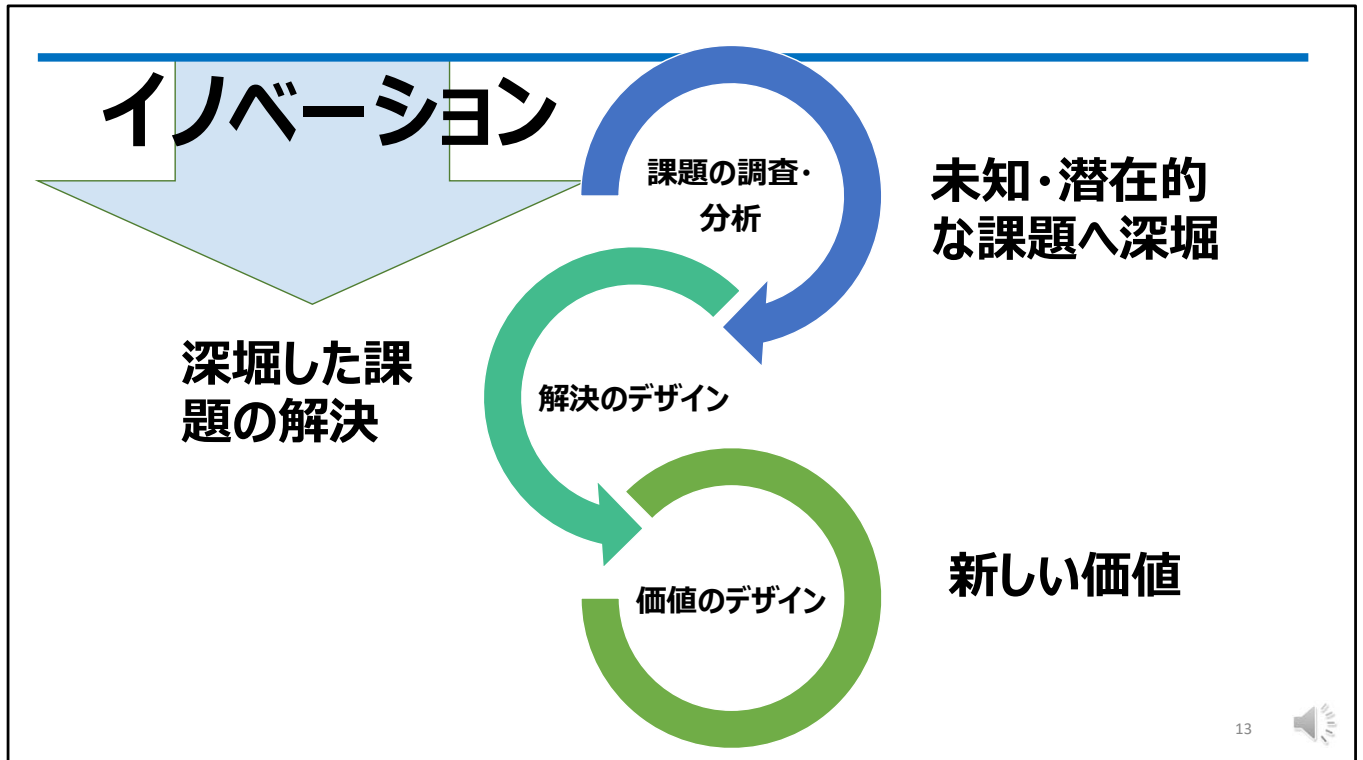 イノベーション
課題の調査・
分析
未知・潜在的
な課題へ深堀
深堀した課
題の解決
解決のデザイン
新しい価値
価値のデザイン
13